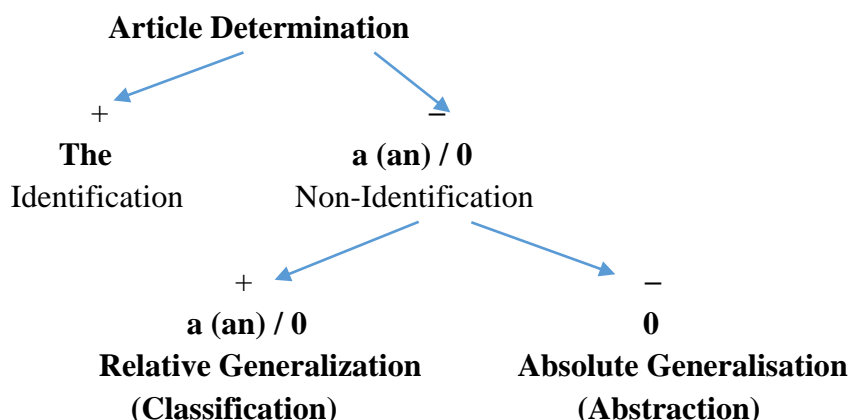 Article Determination
+ −
The a (an) / 0
Identification Non-Identification
+ −
a (an) / 0 0
Relative Generalization Absolute Generalisation
(Classification) (Abstraction)